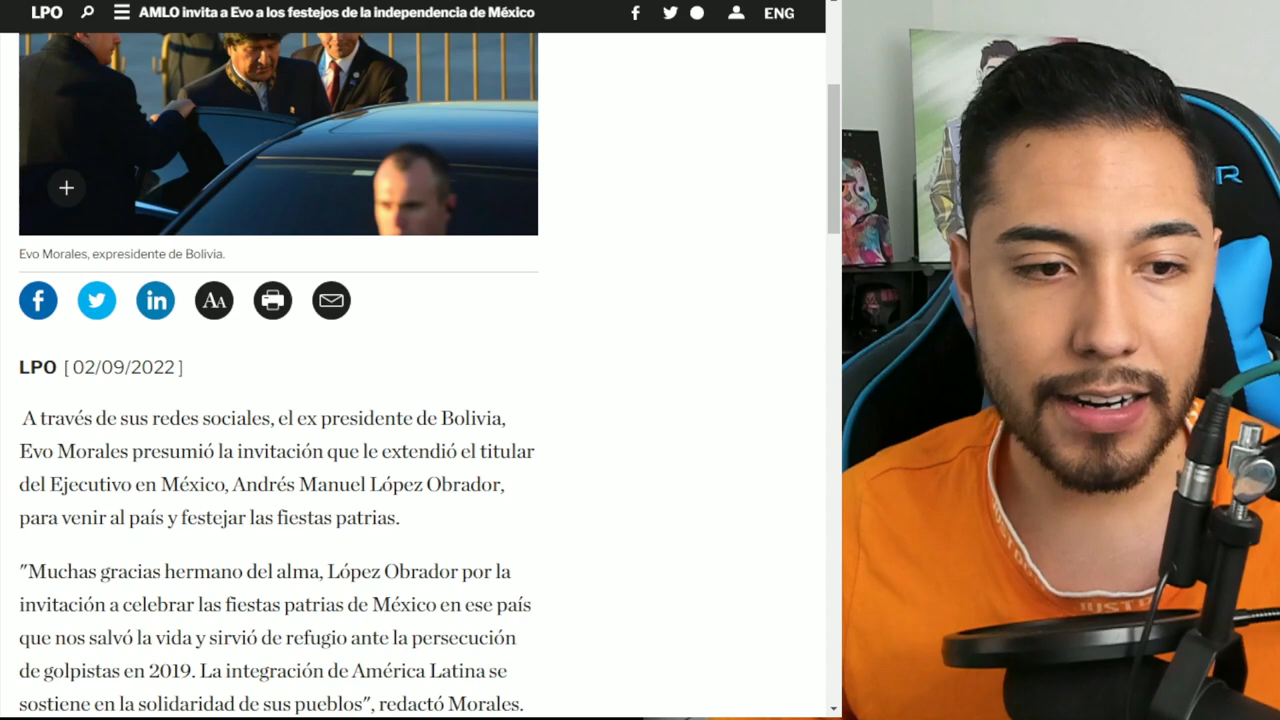 LPO AMLO invita a Evo a los festejos de la independencia de México ENG
Evo Morales, expresidente de Bolivia.
LPO [ 02/09/2022 ]
A través de sus redes sociales, el ex presidente de Bolivia,
Evo Morales presumió la invitación que le extendió el titular
del Ejecutivo en México, Andrés Manuel López Obrador,
para venir al país y festejar las fiestas patrias.
"Muchas gracias hermano del alma, López Obrador por la
invitación a celebrar las fiestas patrias de México en ese país
que nos salvó la vida y sirvió de refugio ante la persecución
de golpistas en 2019. La integración de América Latina se
sostiene en la solidaridad de sus pueblos", redactó Morales.